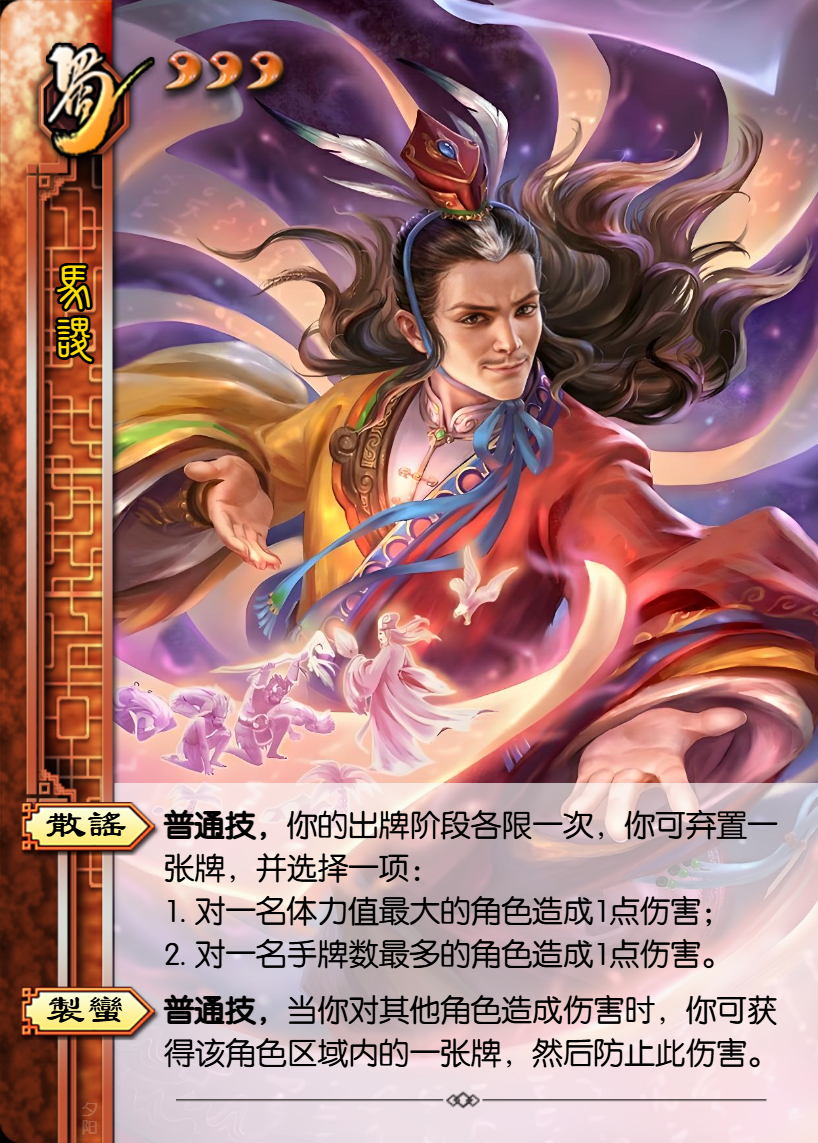 蜀
馬謖
散謠
普通技，你的出牌阶段各限一次，你可弃置一
张牌，并选择一项：
1. 对一名体力值最大的角色造成1点伤害；
2. 对一名手牌数最多的角色造成1点伤害。
製蠻
普通技，当你对其他角色造成伤害时，你可获
得该角色区域内的一张牌，然后防止此伤害。
夕阳